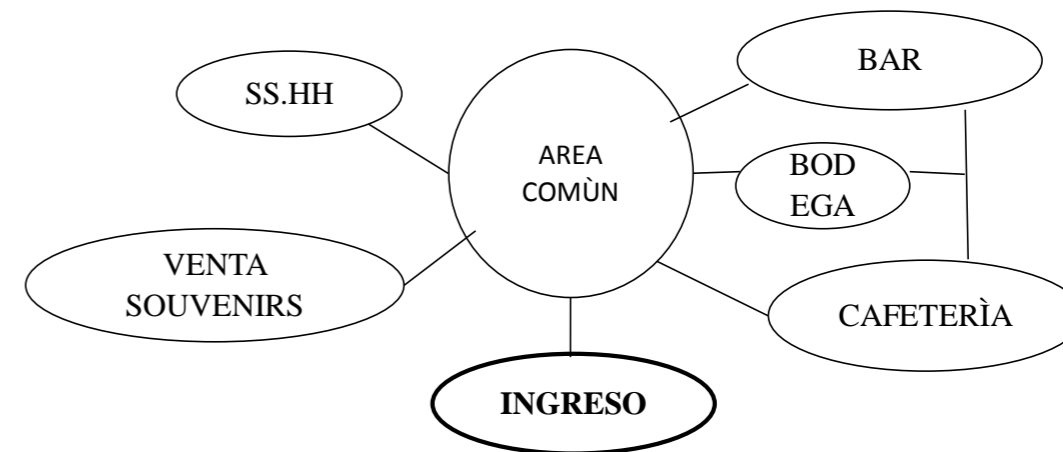 BAR
SS.HH
AREA
COMÙN
BOD
EGA
VENTA
SOUVENIRS
CAFETERÌA
INGRESO